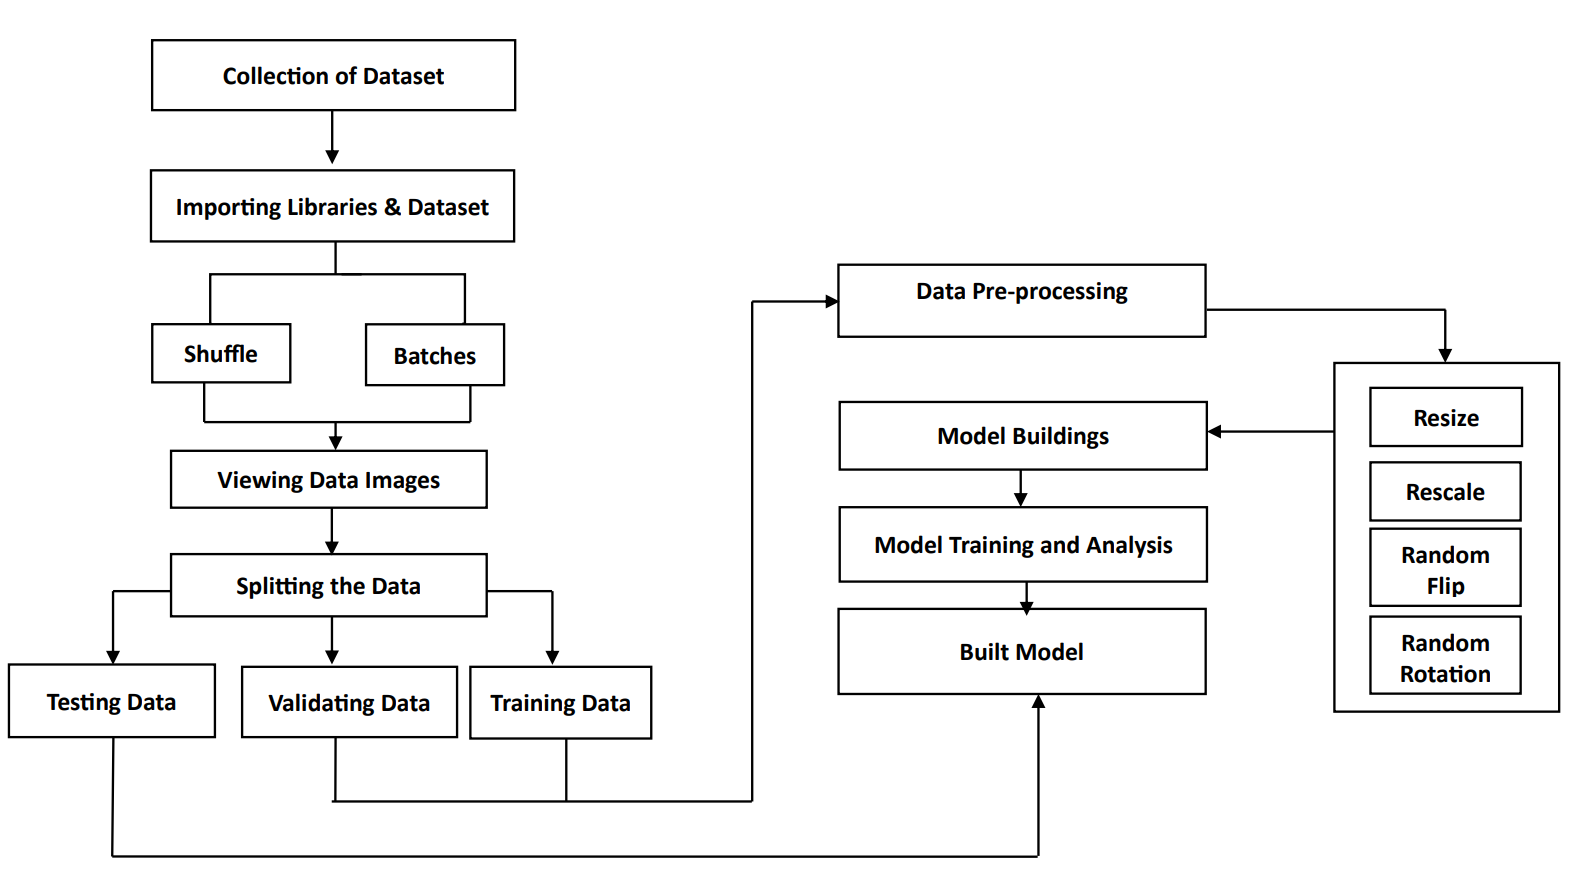 Collection of Dataset
Importing Libraries & Dataset
Shuffle
Batches
Viewing Data Images
Splitting the Data
Testing Data
Validating Data
Training Data
Data Pre-processing
Resize
Rescale
Random
Flip
Random
Rotation
Model Buildings
Model Training and Analysis
Built Model